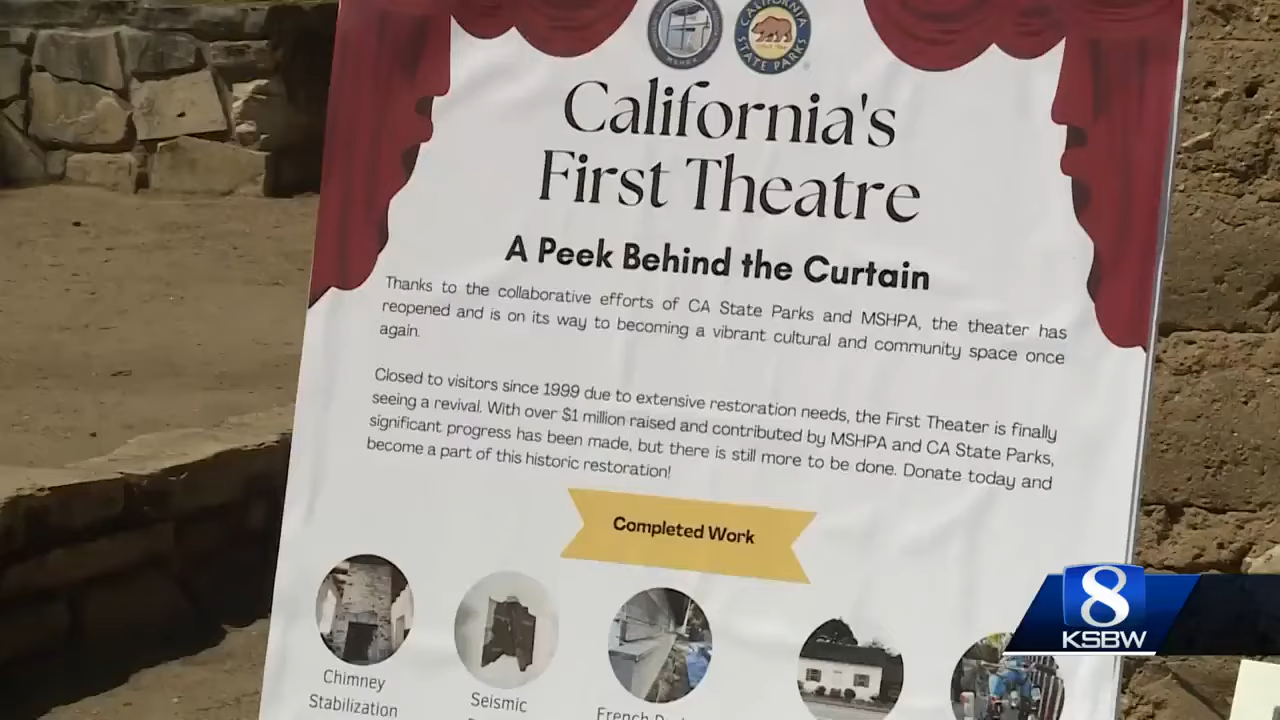 MSHPA
CALIFORNIA STATE PARKS
California's
First Theatre
A Peek Behind the Curtain
Thanks to the collaborative efforts of CA State Parks and MSHPA, the theater has
reopened and is on its way to becoming a vibrant cultural and community space once
again.
Closed to visitors since 1999 due to extensive restoration needs, the First Theater is finally
seeing a revival. With over $1 million raised and contributed by MSHPA and CA State Parks,
significant progress has been made, but there is still more to be done. Donate today and
become a part of this historic restoration!
Completed Work
Chimney
Stabilization
Seismic
French
8
KSBW